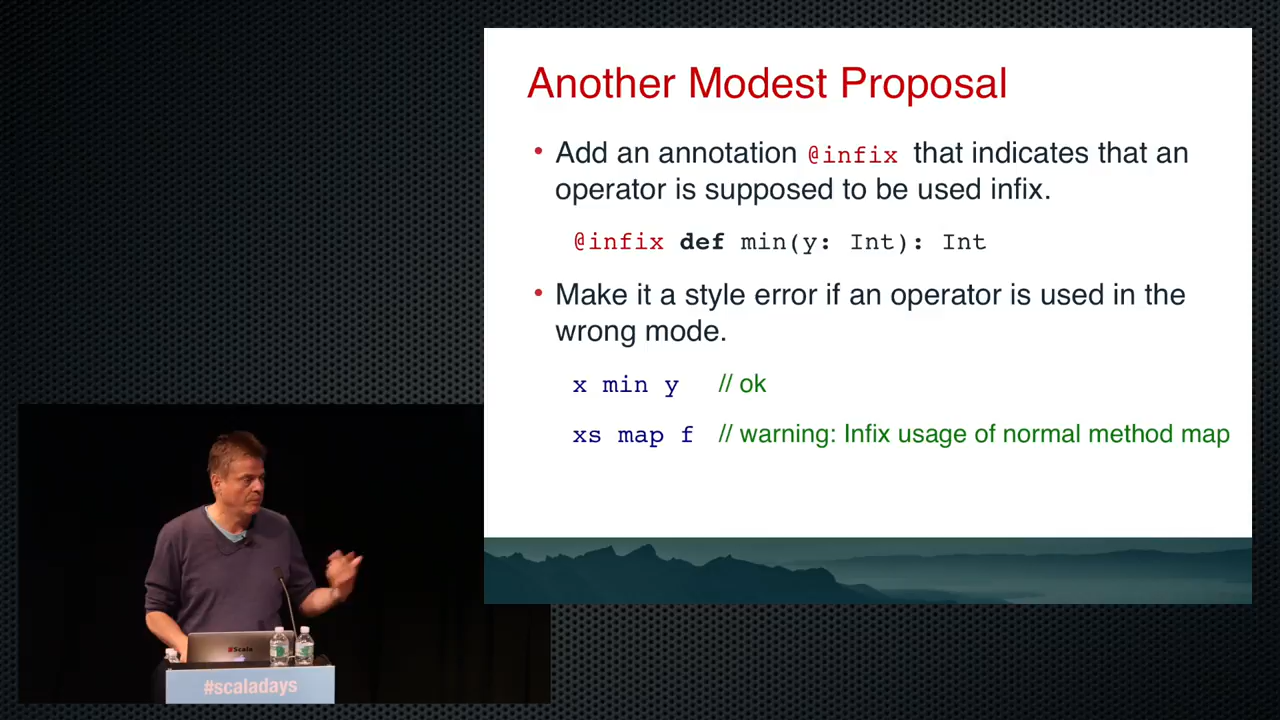 Another Modest Proposal
• Add an annotation @infix that indicates that an
operator is supposed to be used infix.
@infix def min(y: Int): Int
• Make it a style error if an operator is used in the
wrong mode.
x min y // ok
xs map f // warning: Infix usage of normal method map
#Scala
#scaladays